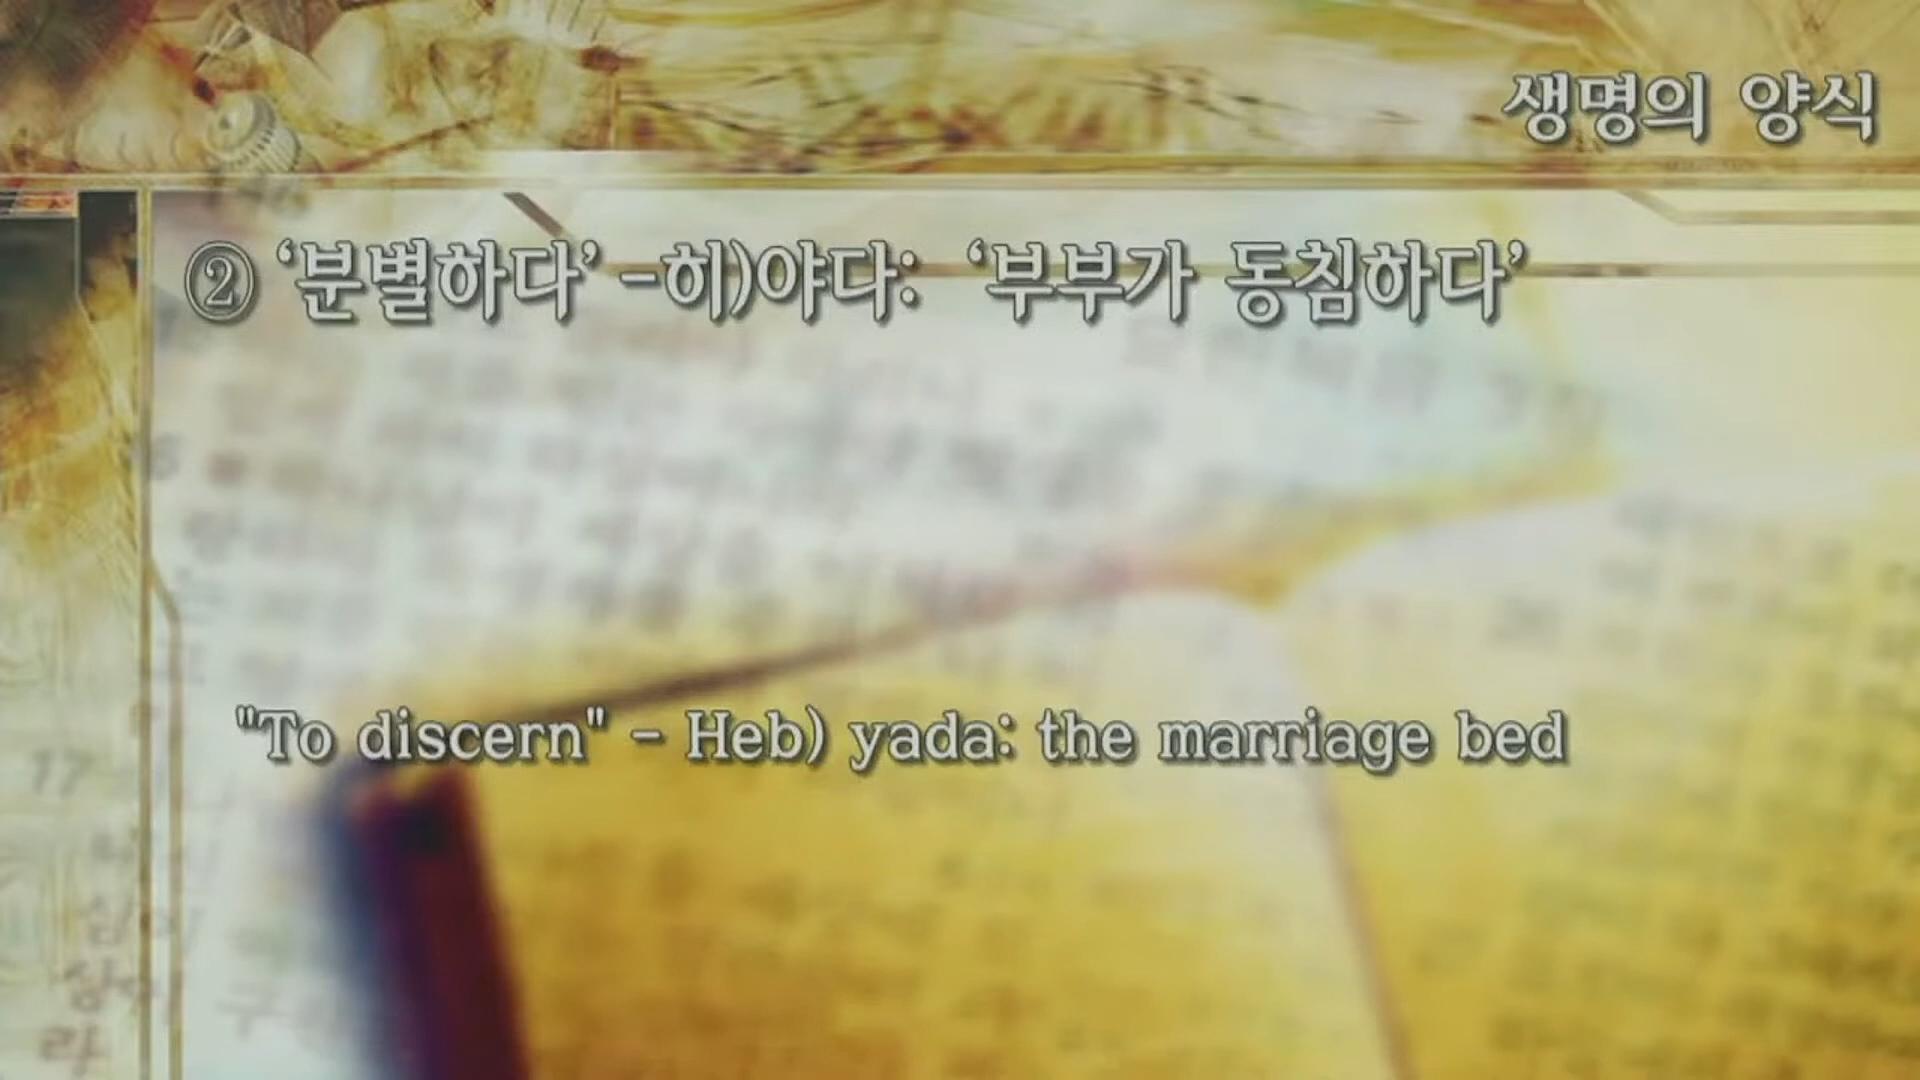 생명의 양식
② ‘분별하다’ -히)야다: ‘부부가 동침하다’
"To discern" - Heb) yada: the marriage bed